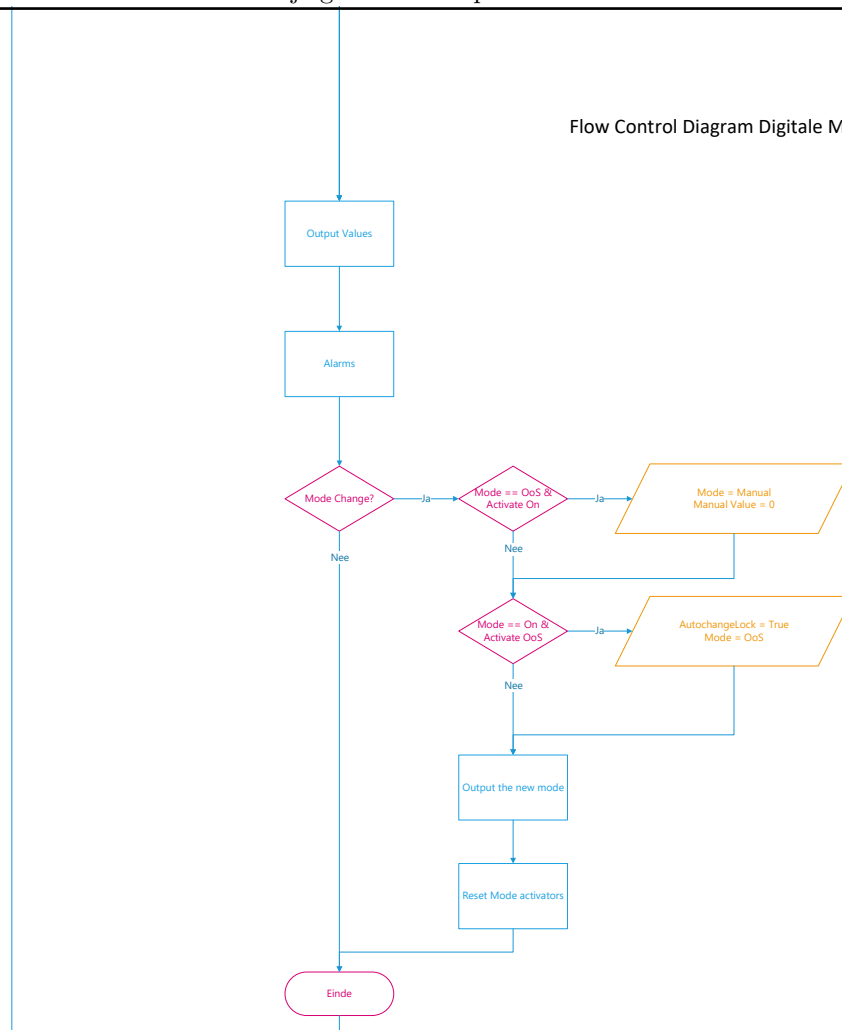 Flow Control Diagram Digitale M
Output Values
Alarms
Mode Change?
Ja
Mode == OoS &
Activate On
Ja
Mode = Manual
Manual Value = 0
Nee
Nee
Mode == On &
Activate OoS
Ja
AutochangeLock = True
Mode = OoS
Nee
Output the new mode
Reset Mode activators
Einde